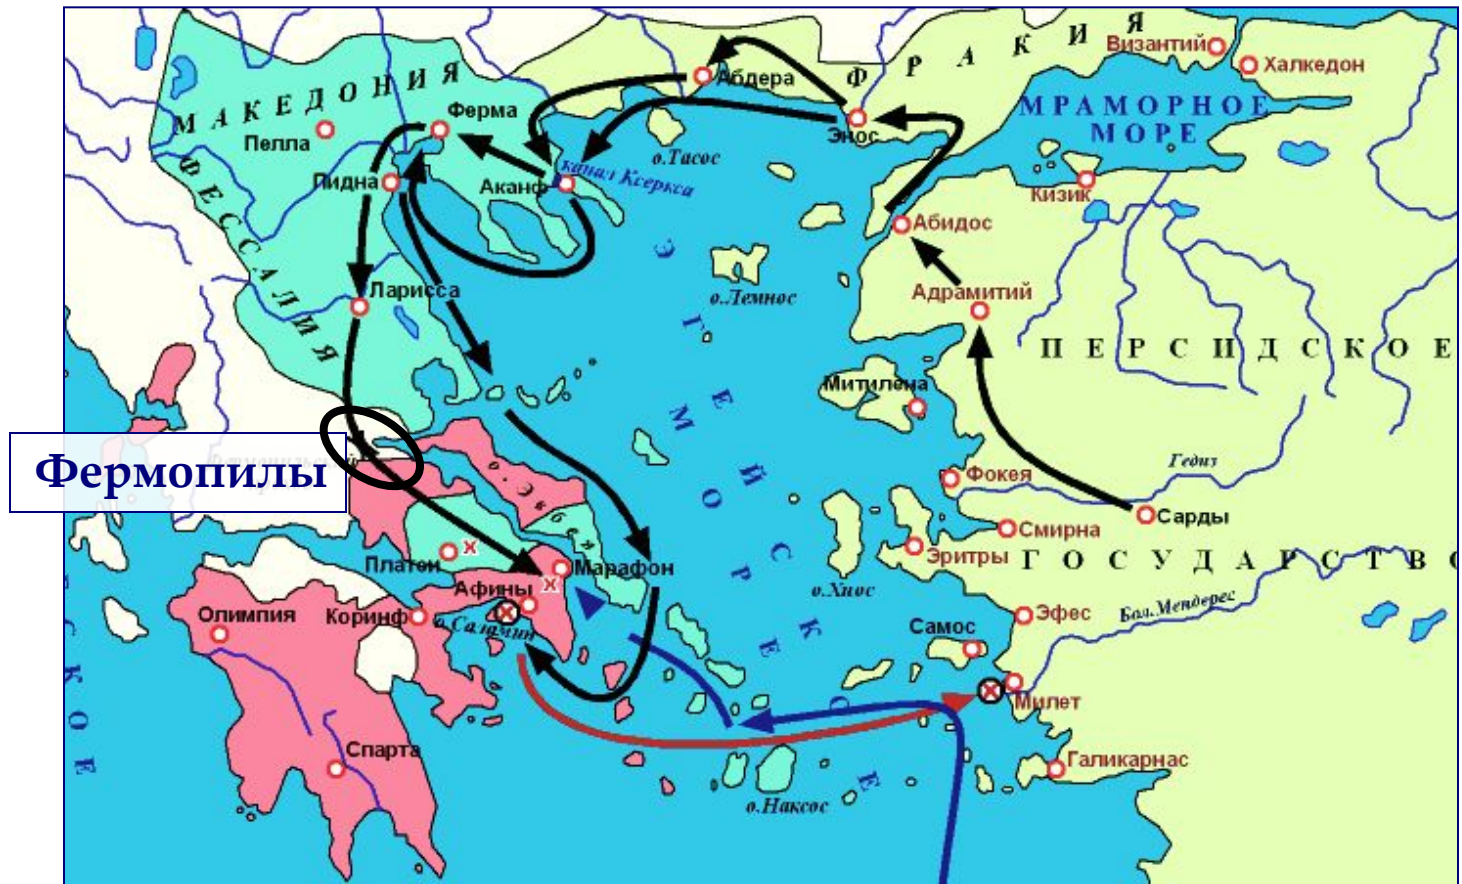 МАКЕДОНИЯ
Ферма
Пелла
Пидна
ФЕССАЛИЯ
Ларисса
Аканф
канал Ксеркса
Абдера
о.Тасос
ФРАКИЯ
Энос
Византий
Халкедон
МРАМОРНОЕ
МОРЕ
Кизик
Абидос
Адрамитий
о.Лемнос
ЭГЕЙСКОЕ
МОРЕ
ПЕРСИДСКОЕ
ГОСУДАРСТВО
Митилена
Фокея
Гедиз
Сарды
Смирна
Эритры
о.Хиос
Эфес
Бол.Мендерес
Самос
Милет
Галикарнас
Фермопилы
о.Эвбея
Платеи
Марафон
Афины
о.Саламин
Коринф
Олимпия
Спарта
о.Наксос
СКОЕ